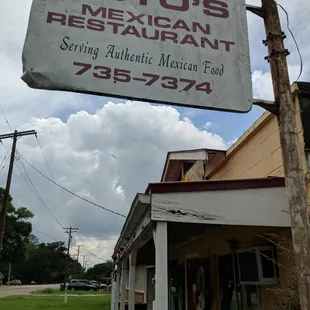 MEXICAN
RESTAURANT
Serving Authentic Mexican Food
735-7374